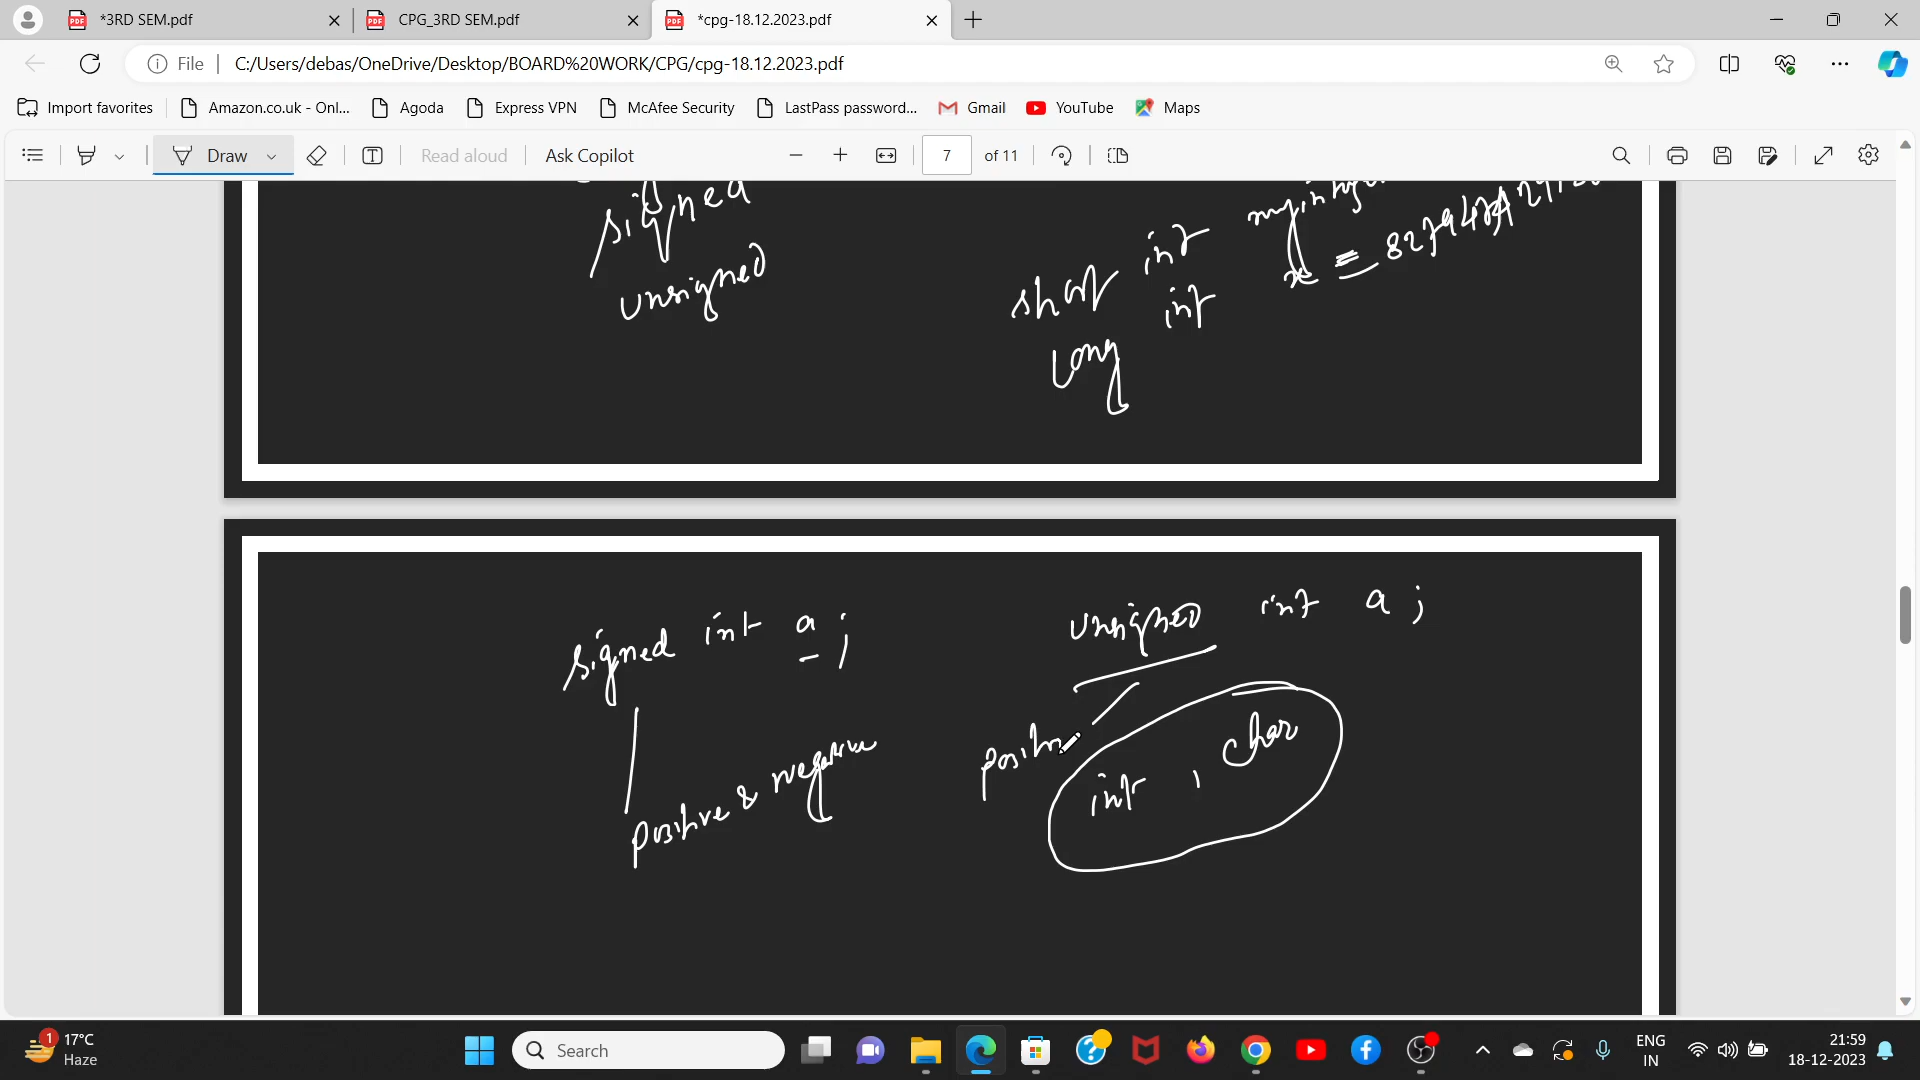 *3RD SEM.pdf
CPG_3RD SEM.pdf
*cpg-18.12.2023.pdf
File
C:/Users/debas/OneDrive/Desktop/BOARD%20WORK/CPG/cpg-18.12.2023.pdf
Import favorites
Amazon.co.uk - Onl...
Agoda
Express VPN
McAfee Security
LastPass password...
Gmail
YouTube
Maps
Draw
Read aloud
Ask Copilot
7 of 11
signed
unsigned
short int
long int
x =
signed int a ;
unsigned int a ;
positive & negative
int , char
1
17°C
Haze
Search
ENG
IN
21:59
18-12-2023